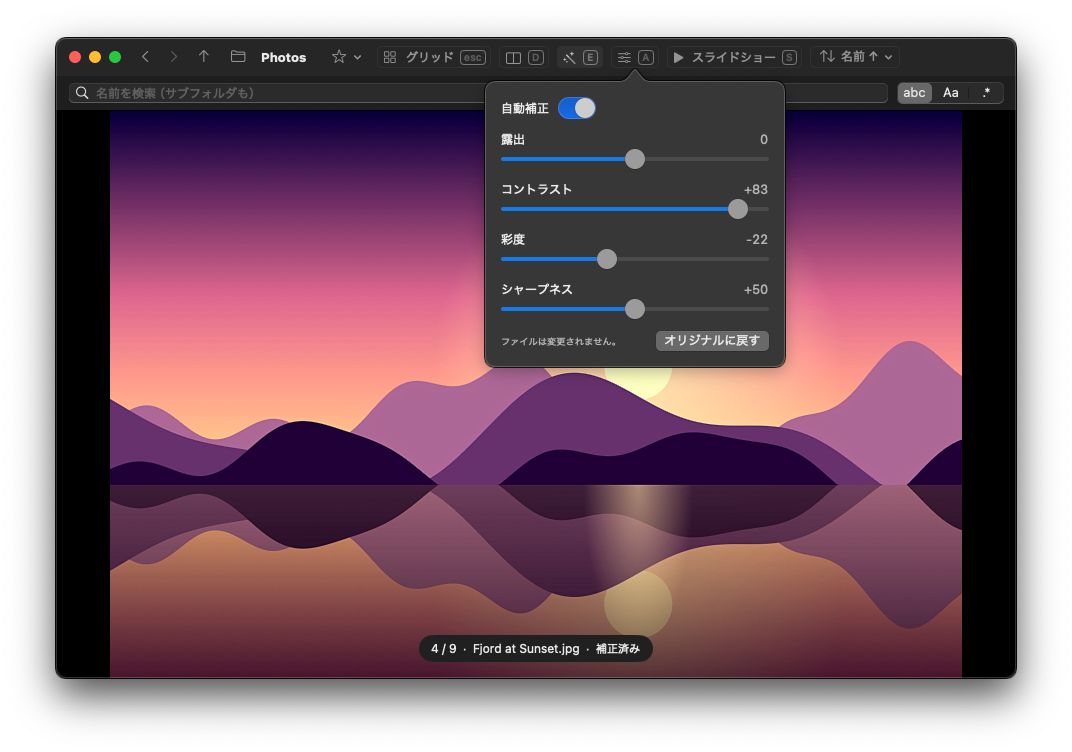 Photos
グリッド esc
D
E
A
スライドショー S
名前
名前を検索 (サブフォルダも)
abc Aa .*
自動補正
露出 0
コントラスト +83
彩度 -22
シャープネス +50
ファイルは変更されません。 オリジナルに戻す
4 / 9 · Fjord at Sunset.jpg · 補正済み